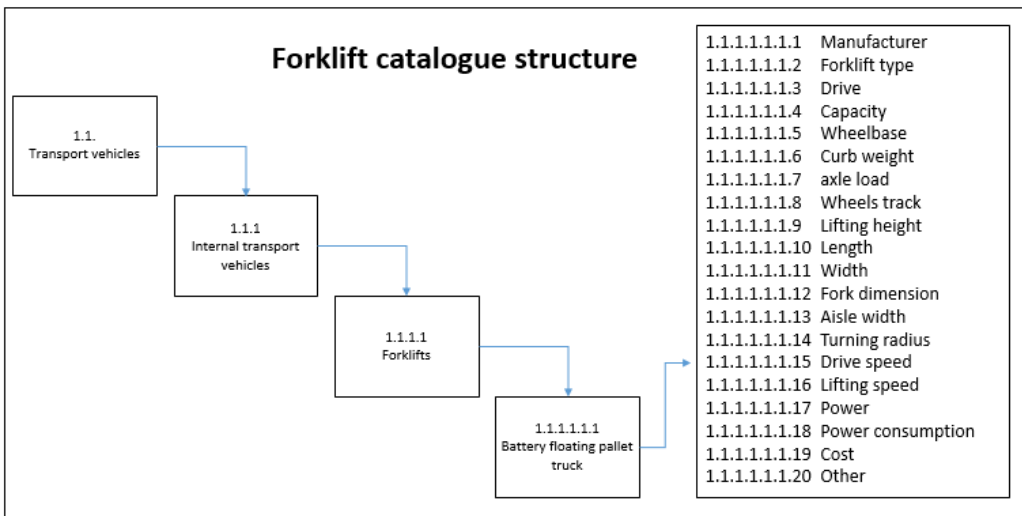 Forklift catalogue structure
1.1.
Transport vehicles
1.1.1
Internal transport
vehicles
1.1.1.1
Forklifts
1.1.1.1.1.1
Battery floating pallet
truck
1.1.1.1.1.1.1 Manufacturer
1.1.1.1.1.1.2 Forklift type
1.1.1.1.1.1.3 Drive
1.1.1.1.1.1.4 Capacity
1.1.1.1.1.1.5 Wheelbase
1.1.1.1.1.1.6 Curb weight
1.1.1.1.1.1.7 axle load
1.1.1.1.1.1.8 Wheels track
1.1.1.1.1.1.9 Lifting height
1.1.1.1.1.1.10 Length
1.1.1.1.1.1.11 Width
1.1.1.1.1.1.12 Fork dimension
1.1.1.1.1.1.13 Aisle width
1.1.1.1.1.1.14 Turning radius
1.1.1.1.1.1.15 Drive speed
1.1.1.1.1.1.16 Lifting speed
1.1.1.1.1.1.17 Power
1.1.1.1.1.1.18 Power consumption
1.1.1.1.1.1.19 Cost
1.1.1.1.1.1.20 Other